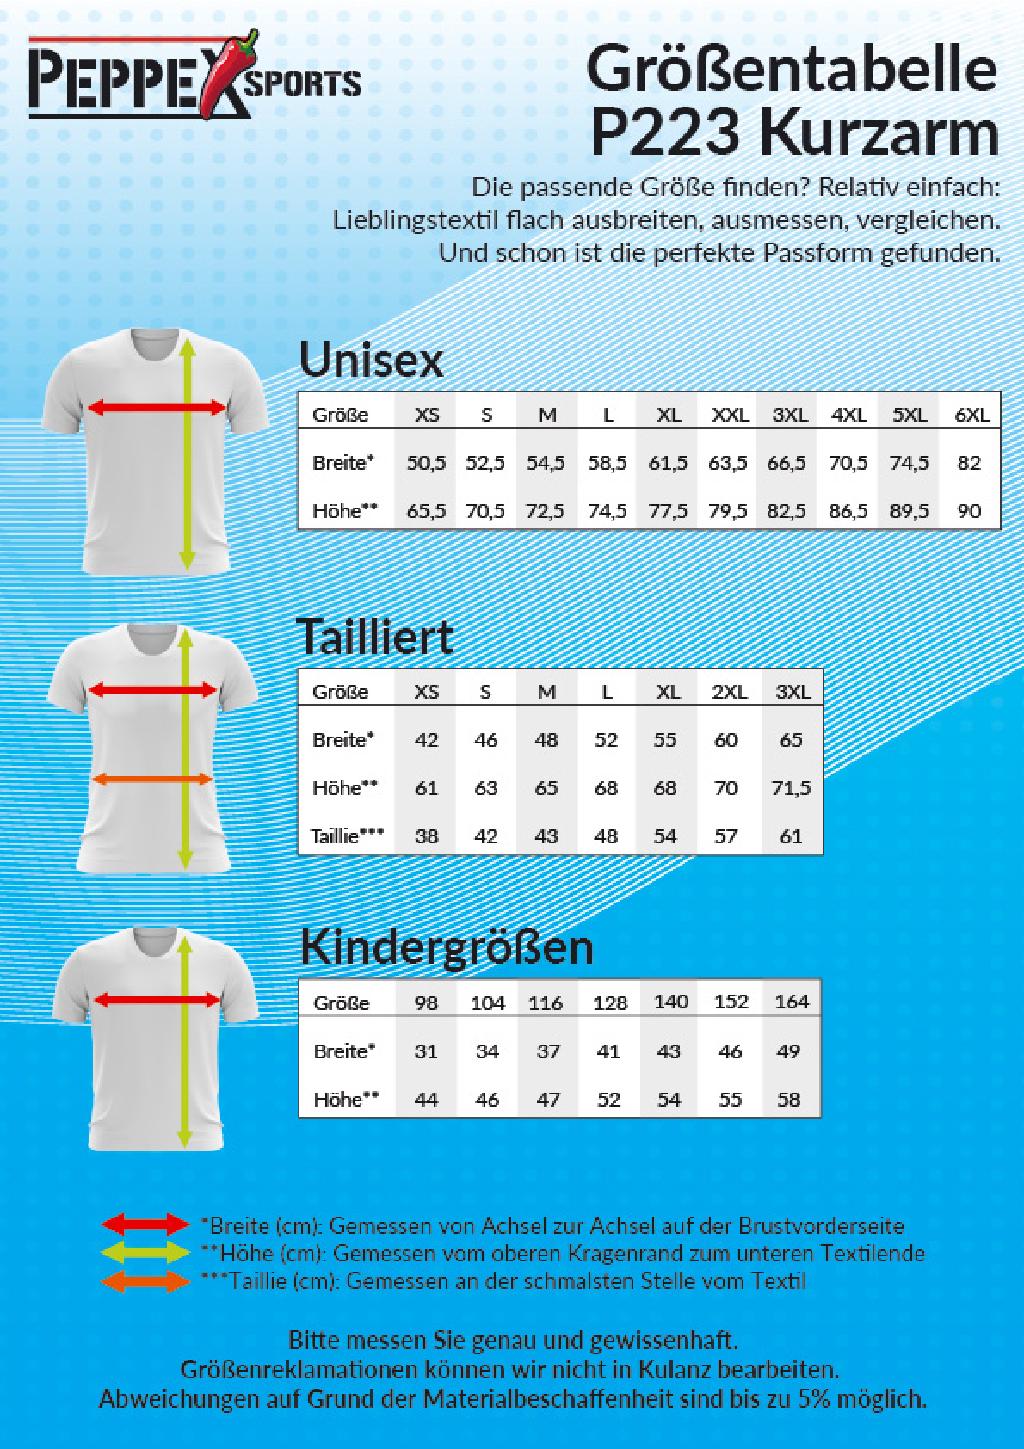 PEPPEX SPORTS
Größentabelle
P223 Kurzarm
Die passende Größe finden? Relativ einfach:
Lieblingstextil flach ausbreiten, ausmessen, vergleichen.
Und schon ist die perfekte Passform gefunden.
Unisex
Größe XS S M L XL XXL 3XL 4XL 5XL 6XL
Breite* 50,5 52,5 54,5 58,5 61,5 63,5 66,5 70,5 74,5 82
Höhe** 65,5 70,5 72,5 74,5 77,5 79,5 82,5 86,5 89,5 90
Tailliert
Größe XS S M L XL 2XL 3XL
Breite* 42 46 48 52 55 60 65
Höhe** 61 63 65 68 68 70 71,5
Taillie*** 38 42 43 48 54 57 61
Kindergrößen
Größe 98 104 116 128 140 152 164
Breite* 31 34 37 41 43 46 49
Höhe** 44 46 47 52 54 55 58
*Breite (cm): Gemessen von Achsel zur Achsel auf der Brustvorderseite
**Höhe (cm): Gemessen vom oberen Kragenrand zum unteren Textilende
***Taillie (cm): Gemessen an der schmalsten Stelle vom Textil
Bitte messen Sie genau und gewissenhaft.
Größenreklamationen können wir nicht in Kulanz bearbeiten.
Abweichungen auf Grund der Materialbeschaffenheit sind bis zu 5% möglich.